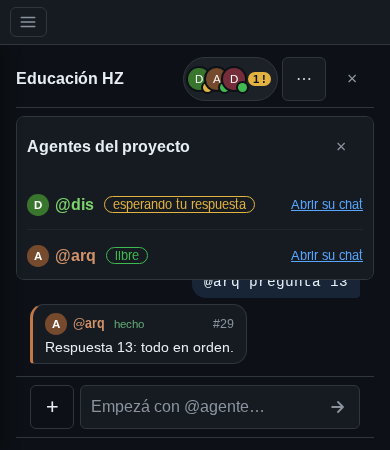 Educación HZ
D A D 1 !
Agentes del proyecto
D @dis esperando tu respuesta Abrir su chat
A @arq libre Abrir su chat
@arq pregunta 13
A @arq hecho #29
Respuesta 13: todo en orden.
Empezá con @agente…